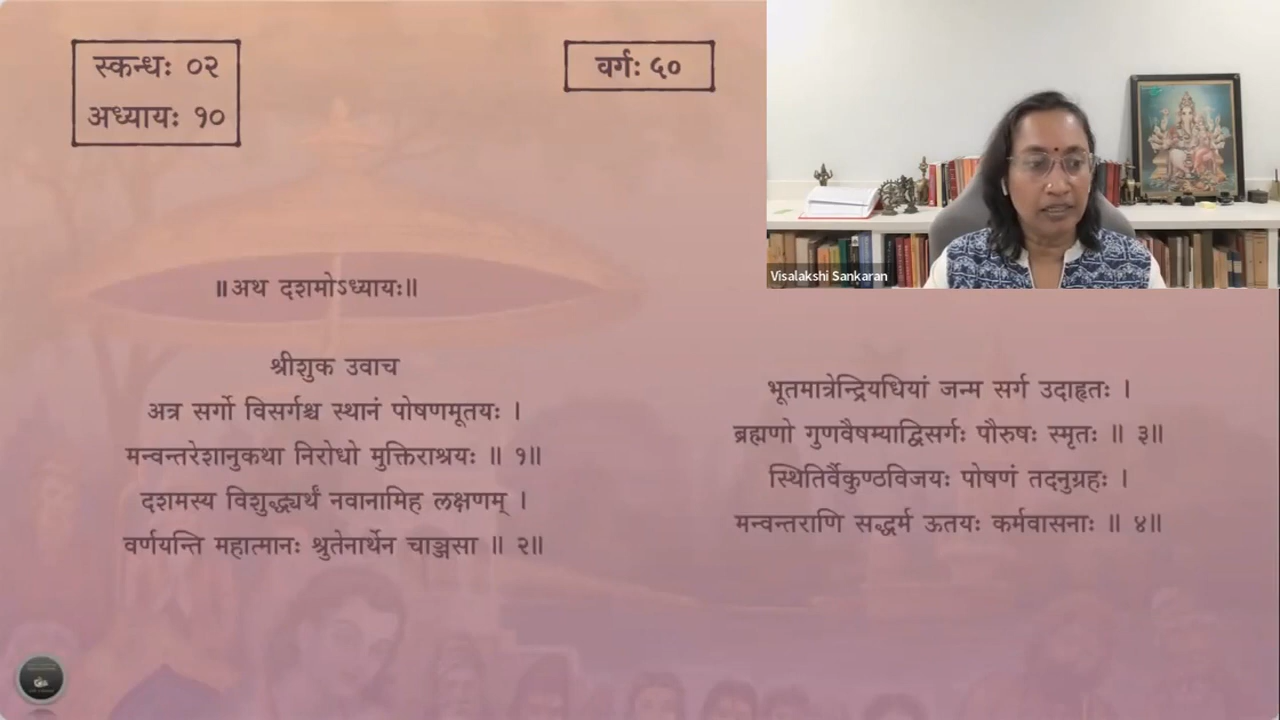 स्कन्धः ०२
अध्यायः १०
वर्गः ५०
॥अथ दशमोऽध्यायः॥
श्रीशुक उवाच
अत्र सर्गो विसर्गश्च स्थानं पोषणमूतयः ।
मन्वन्तरेशानुकथा निरोधो मुक्तिराश्रयः ॥ १॥
दशमस्य विशुद्ध्यर्थं नवानामिह लक्षणम् ।
वर्णयन्ति महात्मानः श्रुतेनार्थेन चाञ्जसा ॥ २॥
भूतमात्रेन्द्रियधियां जन्म सर्ग उदाहृतः ।
ब्रह्मणो गुणवैषम्याद्विसर्गः पौरुषः स्मृतः ॥ ३॥
स्थितिर्वैकुण्ठविजयः पोषणं तदनुग्रहः ।
मन्वन्तराणि सद्धर्म ऊतयः कर्मवासनाः ॥ ४॥
Visalakshi Sankaran